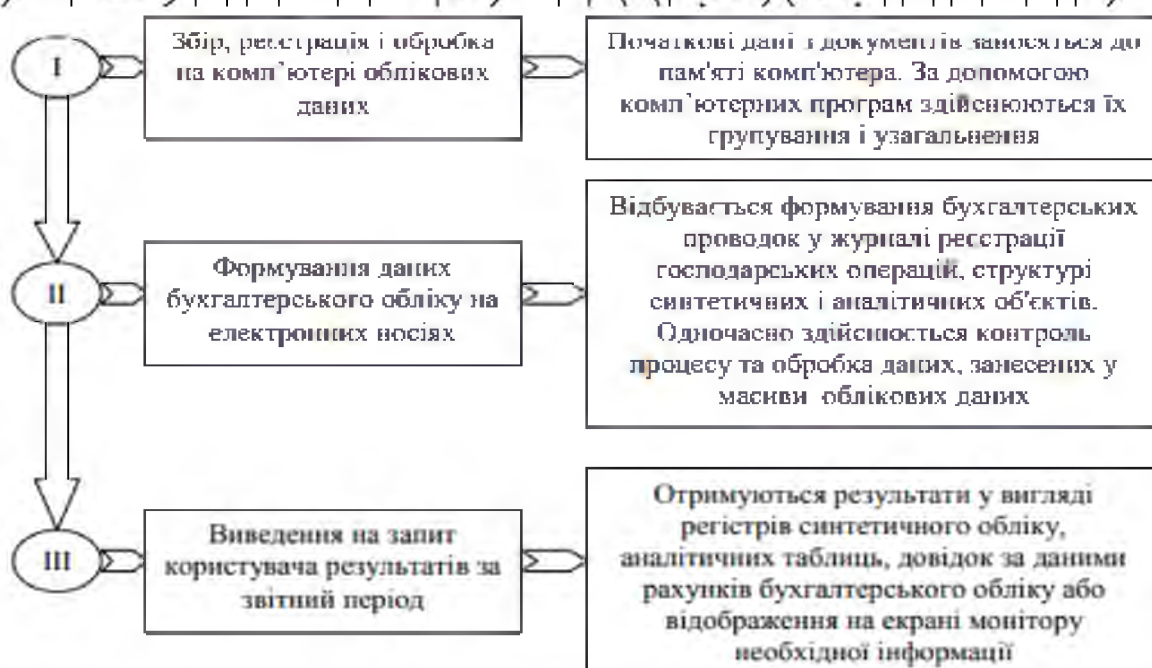 I
Збір, реєстрація і обробка
на комп`ютері облікових
даних
Початкові дані з документів заносяться до
пам'яті комп'ютера. За допомогою
комп`ютерних програм здійснюються їх
групування і узагальнення
II
Формування даних
бухгалтерського обліку на
електронних носіях
Відбувається формування бухгалтерських
проводок у журналі реєстрації
господарських операцій, структурі
синтетичних і аналітичних об'єктів.
Одночасно здійснюється контроль
процесу та обробка даних, занесених у
масиви облікових даних
III
Виведення на запит
користувача результатів за
звітний період
Отримуються результати у вигляді
регістрів синтетичного обліку,
аналітичних таблиць, довідок за даними
рахунків бухгалтерського обліку або
відображення на екрані монітору
необхідної інформації